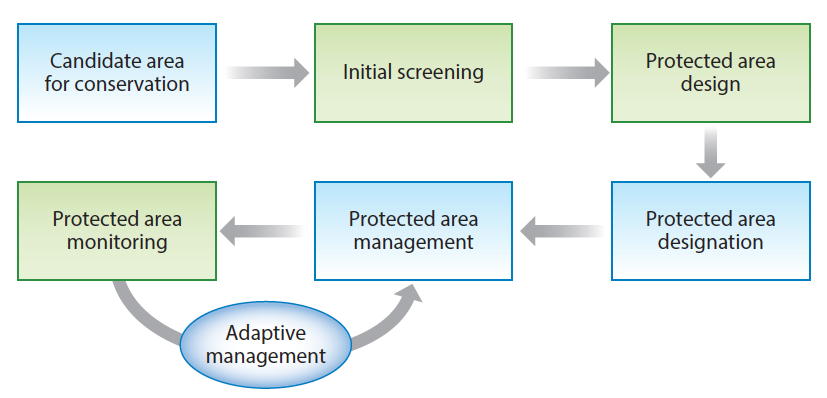 Candidate area
for conservation
Initial screening
Protected area
design
Protected area
monitoring
Protected area
management
Protected area
designation
Adaptive
management